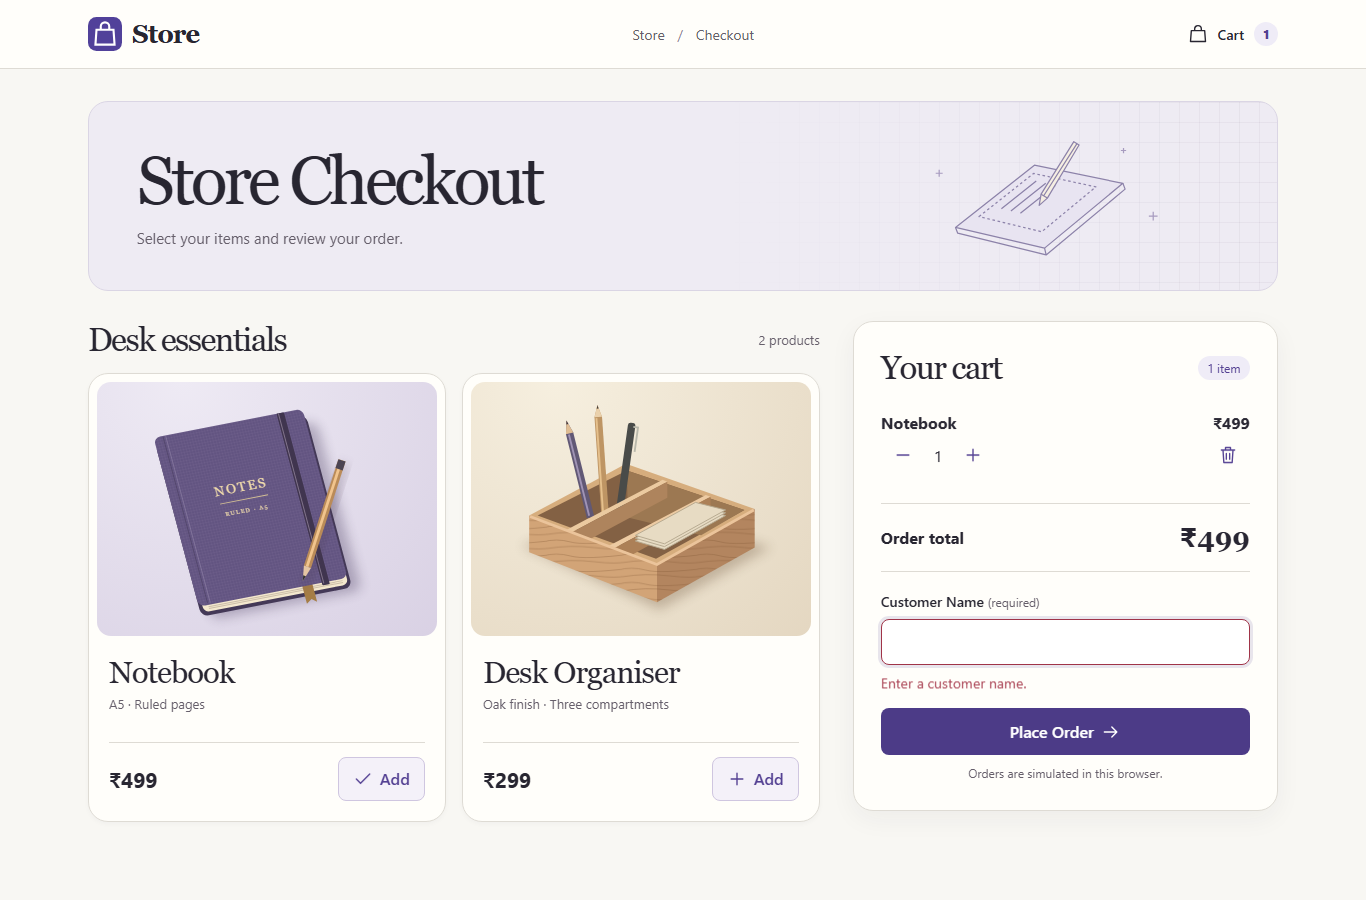 Store
Store / Checkout
Cart 1
Store Checkout
Select your items and review your order.
Desk essentials
2 products
NOTES
RULED · A5
Notebook
A5 · Ruled pages
₹499
Add
Desk Organiser
Oak finish · Three compartments
₹299
Add
Your cart
1 item
Notebook ₹499
1
Order total ₹499
Customer Name (required)
Enter a customer name.
Place Order →
Orders are simulated in this browser.